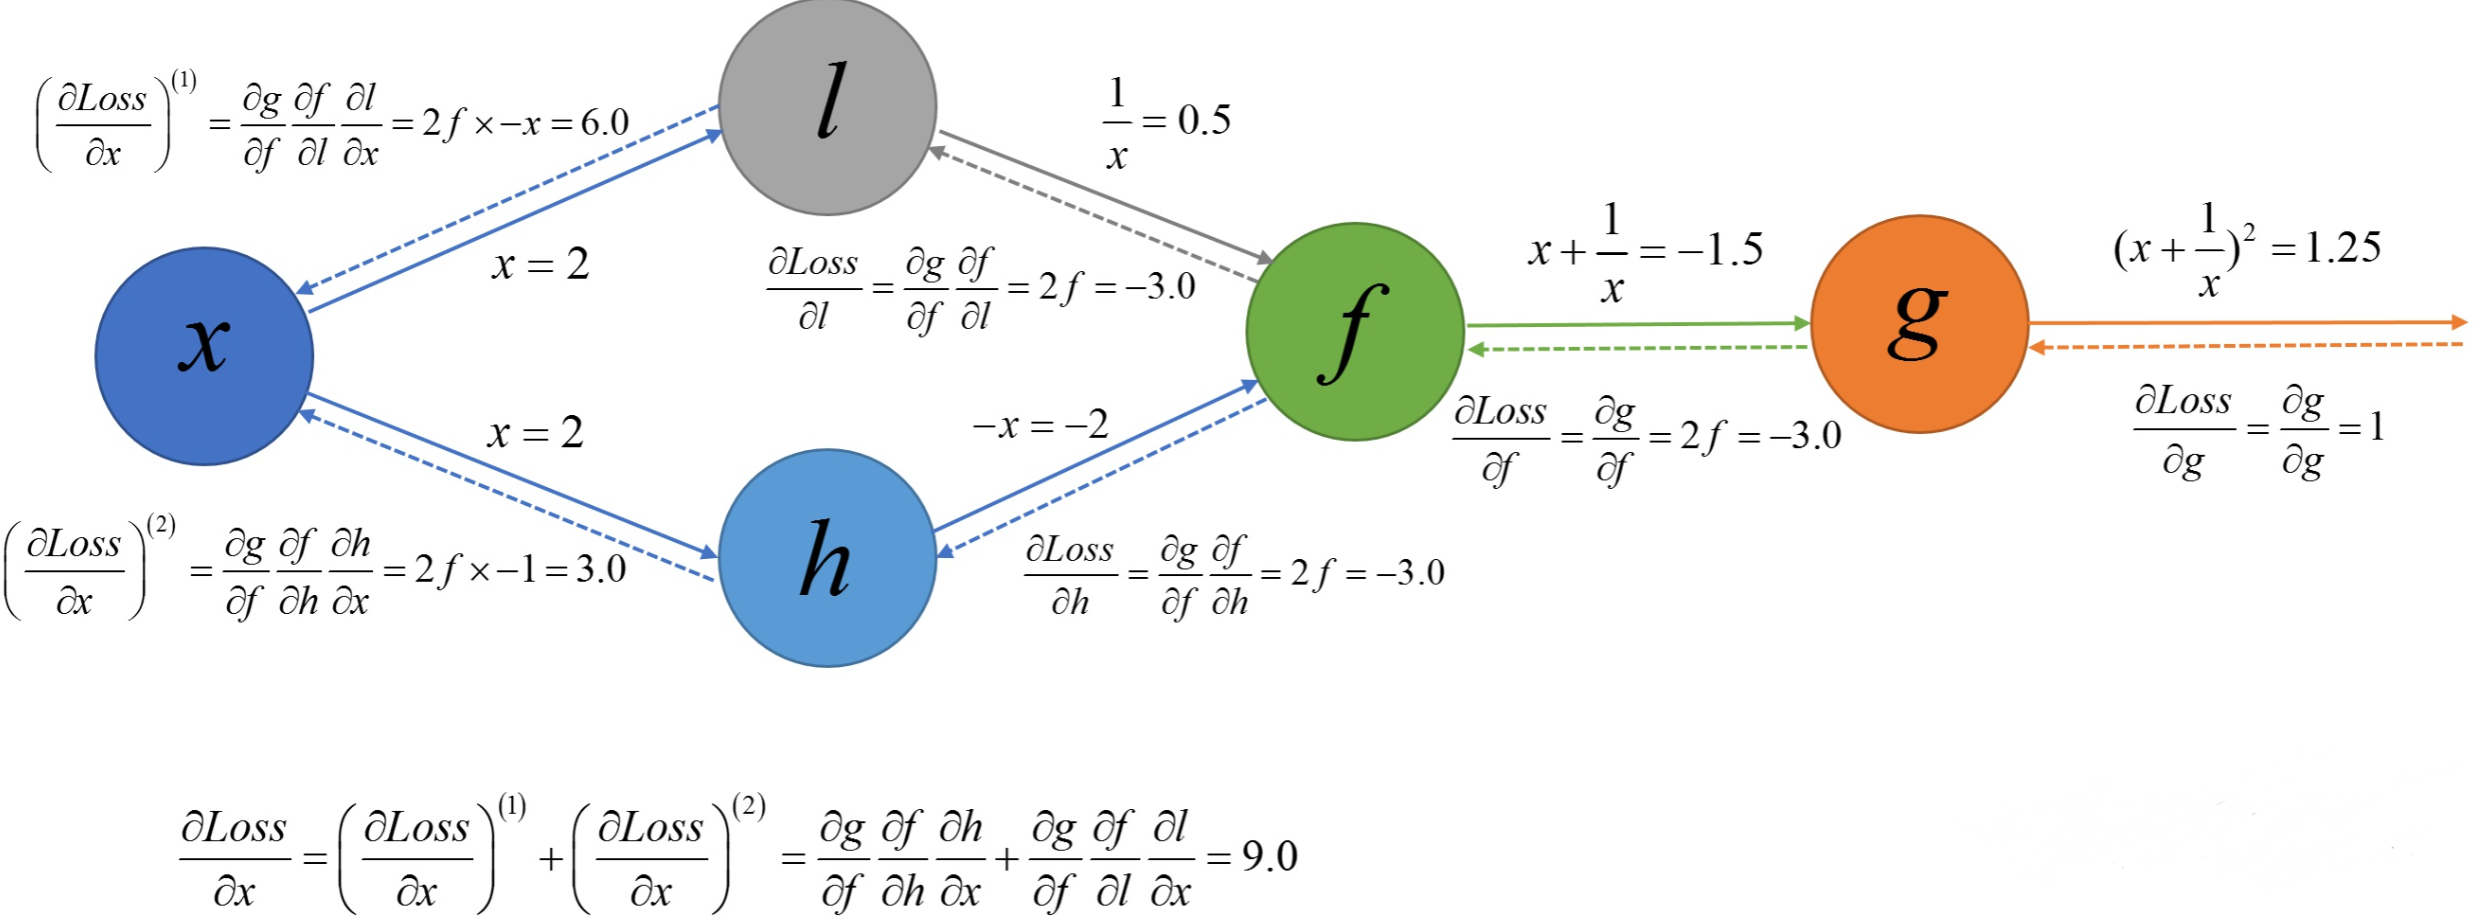 l
(∂Loss/∂x)^(1) = ∂g/∂f ∂f/∂l ∂l/∂x = 2f × −x = 6.0
1/x = 0.5
x = 2
∂Loss/∂l = ∂g/∂f ∂f/∂l = 2f = −3.0
x + 1/x = −1.5
(x + 1/x)² = 1.25
x
f
g
x = 2
−x = −2
∂Loss/∂f = ∂g/∂f = 2f = −3.0
∂Loss/∂g = ∂g/∂g = 1
h
(∂Loss/∂x)^(2) = ∂g/∂f ∂f/∂h ∂h/∂x = 2f × −1 = 3.0
∂Loss/∂h = ∂g/∂f ∂f/∂h = 2f = −3.0
∂Loss/∂x = (∂Loss/∂x)^(1) + (∂Loss/∂x)^(2) = ∂g/∂f ∂f/∂h ∂h/∂x + ∂g/∂f ∂f/∂l ∂l/∂x = 9.0